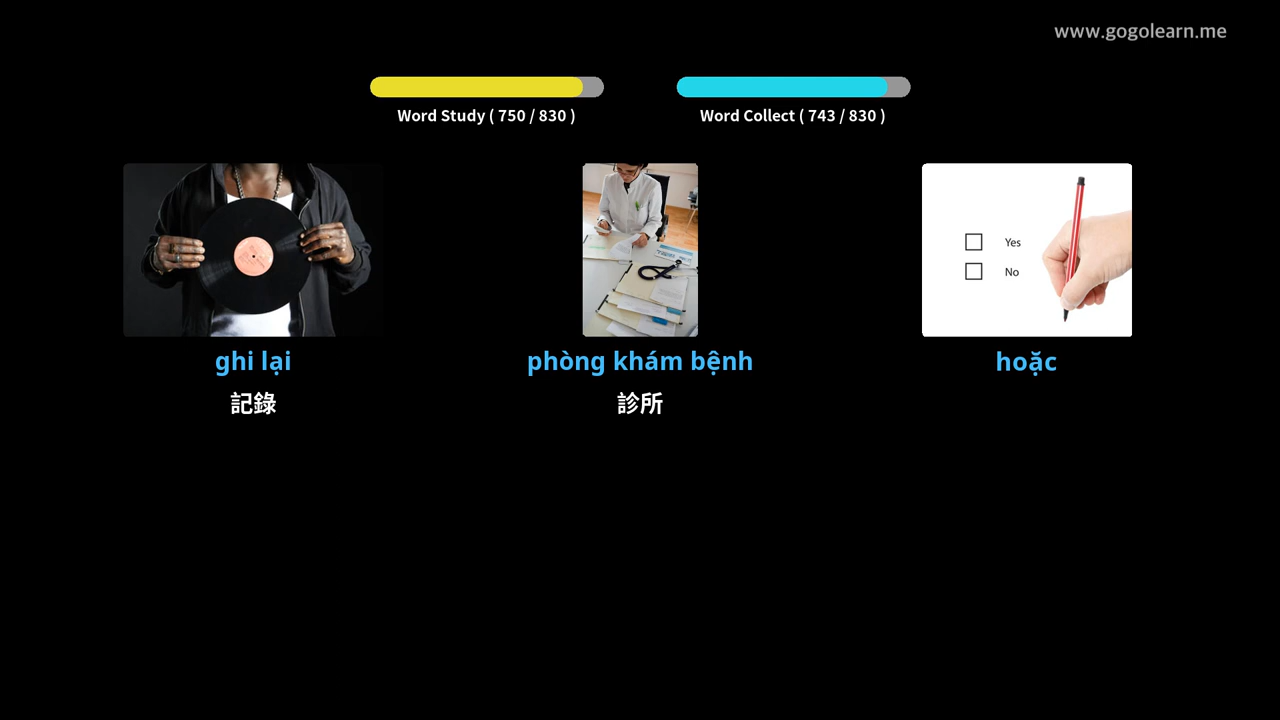 www.gogolearn.me
Word Study ( 750 / 830 )
Word Collect ( 743 / 830 )
Yes
No
ghi lại
phòng khám bệnh
hoặc
記錄
診所